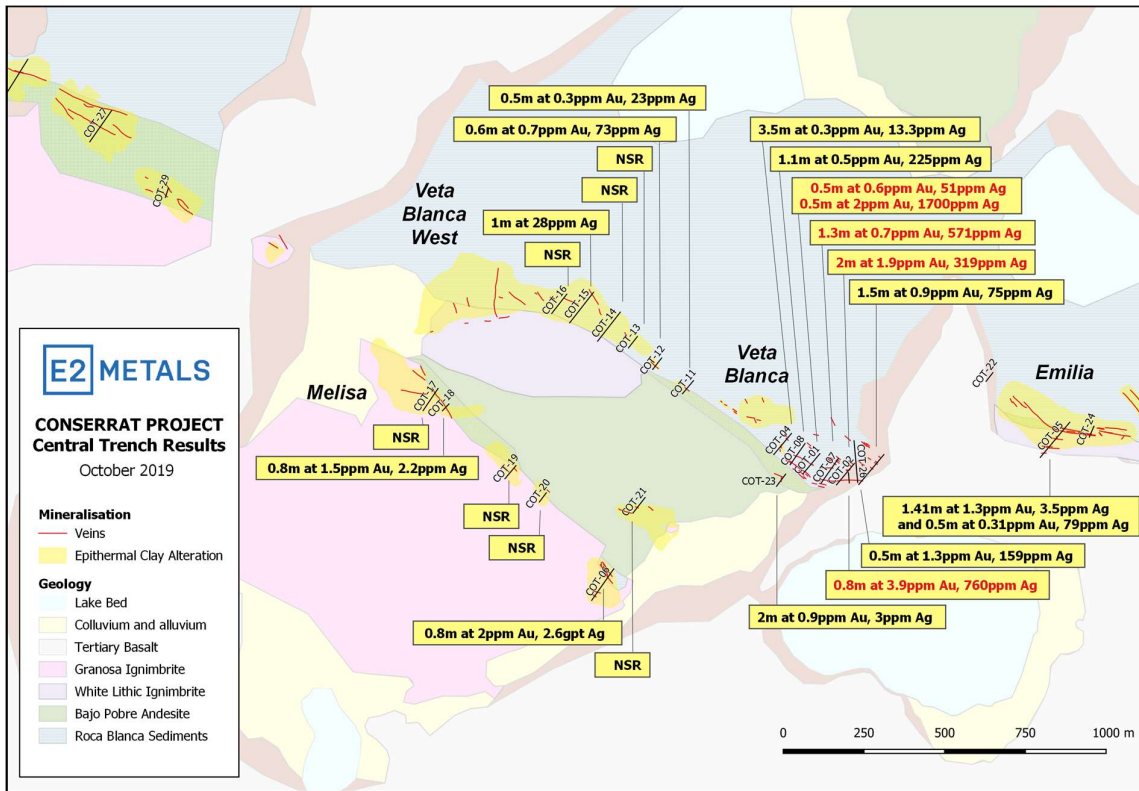 0.5m at 0.3ppm Au, 23ppm Ag
0.6m at 0.7ppm Au, 73ppm Ag
NSR
NSR
1m at 28ppm Ag
NSR
3.5m at 0.3ppm Au, 13.3ppm Ag
1.1m at 0.5ppm Au, 225ppm Ag
0.5m at 0.6ppm Au, 51ppm Ag
0.5m at 2ppm Au, 1700ppm Ag
1.3m at 0.7ppm Au, 571ppm Ag
2m at 1.9ppm Au, 319ppm Ag
1.5m at 0.9ppm Au, 75ppm Ag
COT-27
COT-29
Veta
Blanca
West
COT-16
COT-15
COT-14
COT-13
COT-12
COT-11
Veta
Blanca
COT-04
COT-08
COT-01
COT-07
COT-02
COT-26
COT-23
COT-22
Emilia
COT-05
COT-24
Melisa
COT-17
COT-18
COT-19
COT-20
COT-21
COT-06
NSR
0.8m at 1.5ppm Au, 2.2ppm Ag
NSR
NSR
0.8m at 2ppm Au, 2.6gpt Ag
NSR
1.41m at 1.3ppm Au, 3.5ppm Ag
and 0.5m at 0.31ppm Au, 79ppm Ag
0.5m at 1.3ppm Au, 159ppm Ag
0.8m at 3.9ppm Au, 760ppm Ag
2m at 0.9ppm Au, 3ppm Ag
E2 METALS
CONSERRAT PROJECT
Central Trench Results
October 2019
Mineralisation
Veins
Epithermal Clay Alteration
Geology
Lake Bed
Colluvium and alluvium
Tertiary Basalt
Granosa Ignimbrite
White Lithic Ignimbrite
Bajo Pobre Andesite
Roca Blanca Sediments
0 250 500 750 1000 m